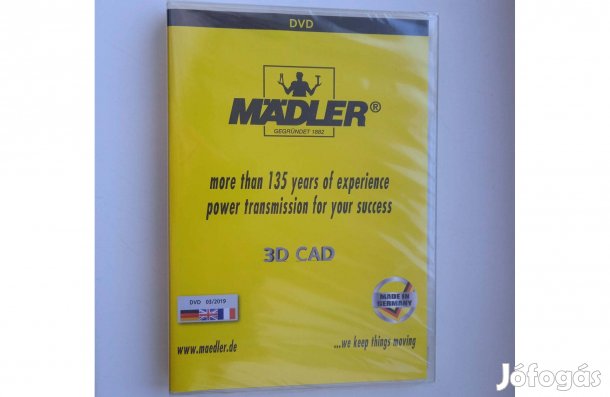 DVD
MÄDLER®
GEGRÜNDET 1882
more than 135 years of experience
power transmission for your success
3D CAD
DVD 03/2019
MADE IN
GERMANY
www.maedler.de
...we keep things moving
Jófogás